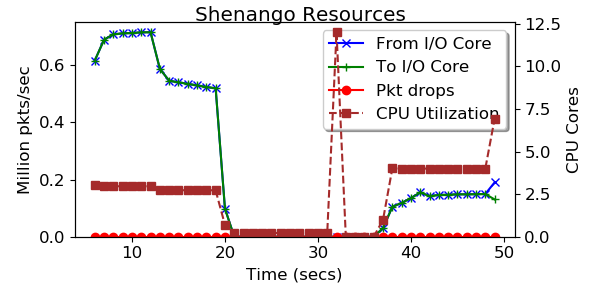 Shenango Resources
Million pkts/sec
0.6
0.4
0.2
0.0
From I/O Core
To I/O Core
Pkt drops
CPU Utilization
12.5
10.0
7.5
5.0
2.5
0.0
CPU Cores
10 20 30 40 50
Time (secs)